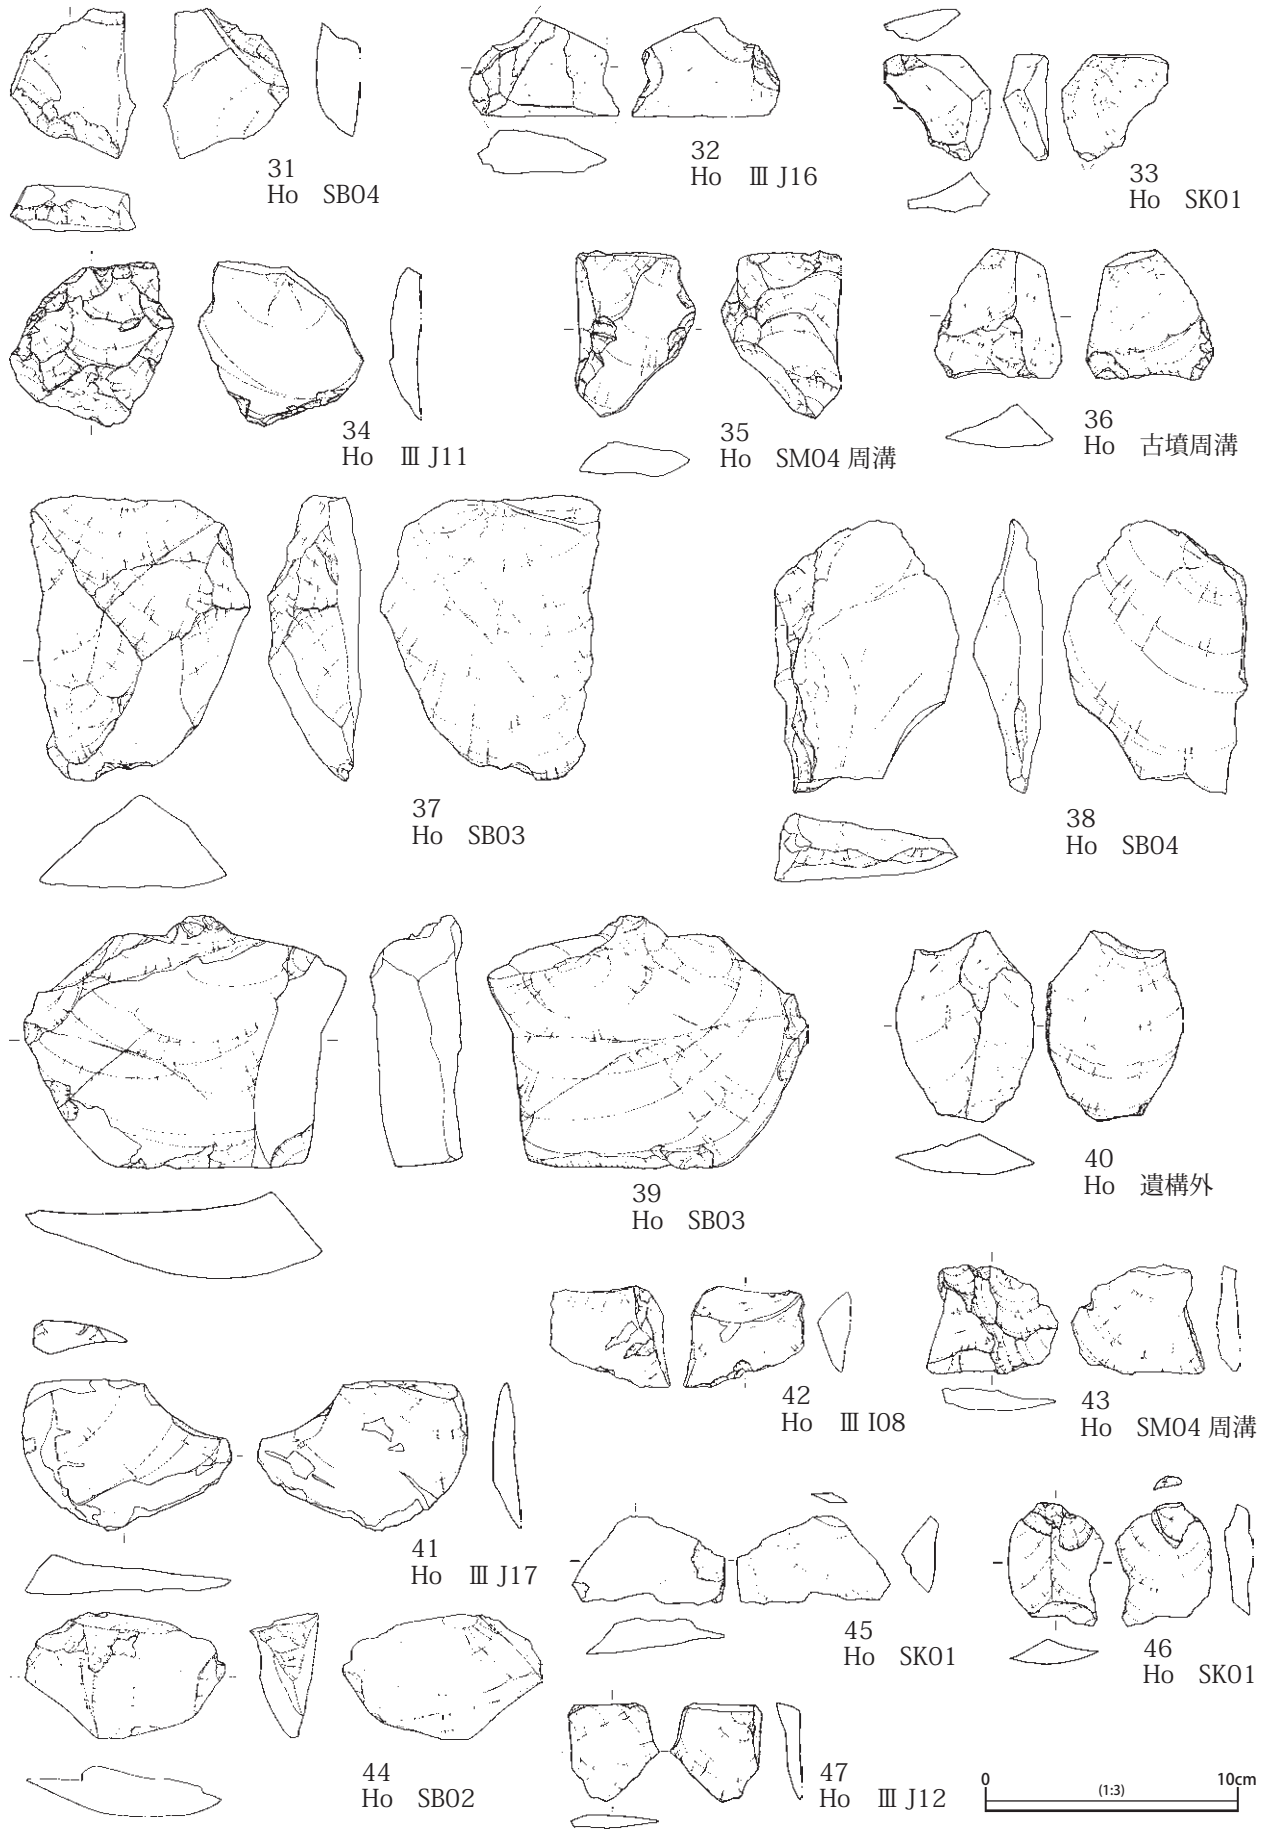 31
Ho SB04
32
Ho Ⅲ J16
33
Ho SK01
34
Ho Ⅲ J11
35
Ho SM04 周溝
36
Ho 古墳周溝
37
Ho SB03
38
Ho SB04
39
Ho SB03
40
Ho 遺構外
41
Ho Ⅲ J17
42
Ho Ⅲ I08
43
Ho SM04 周溝
44
Ho SB02
45
Ho SK01
46
Ho SK01
47
Ho Ⅲ J12
0 (1:3) 10cm